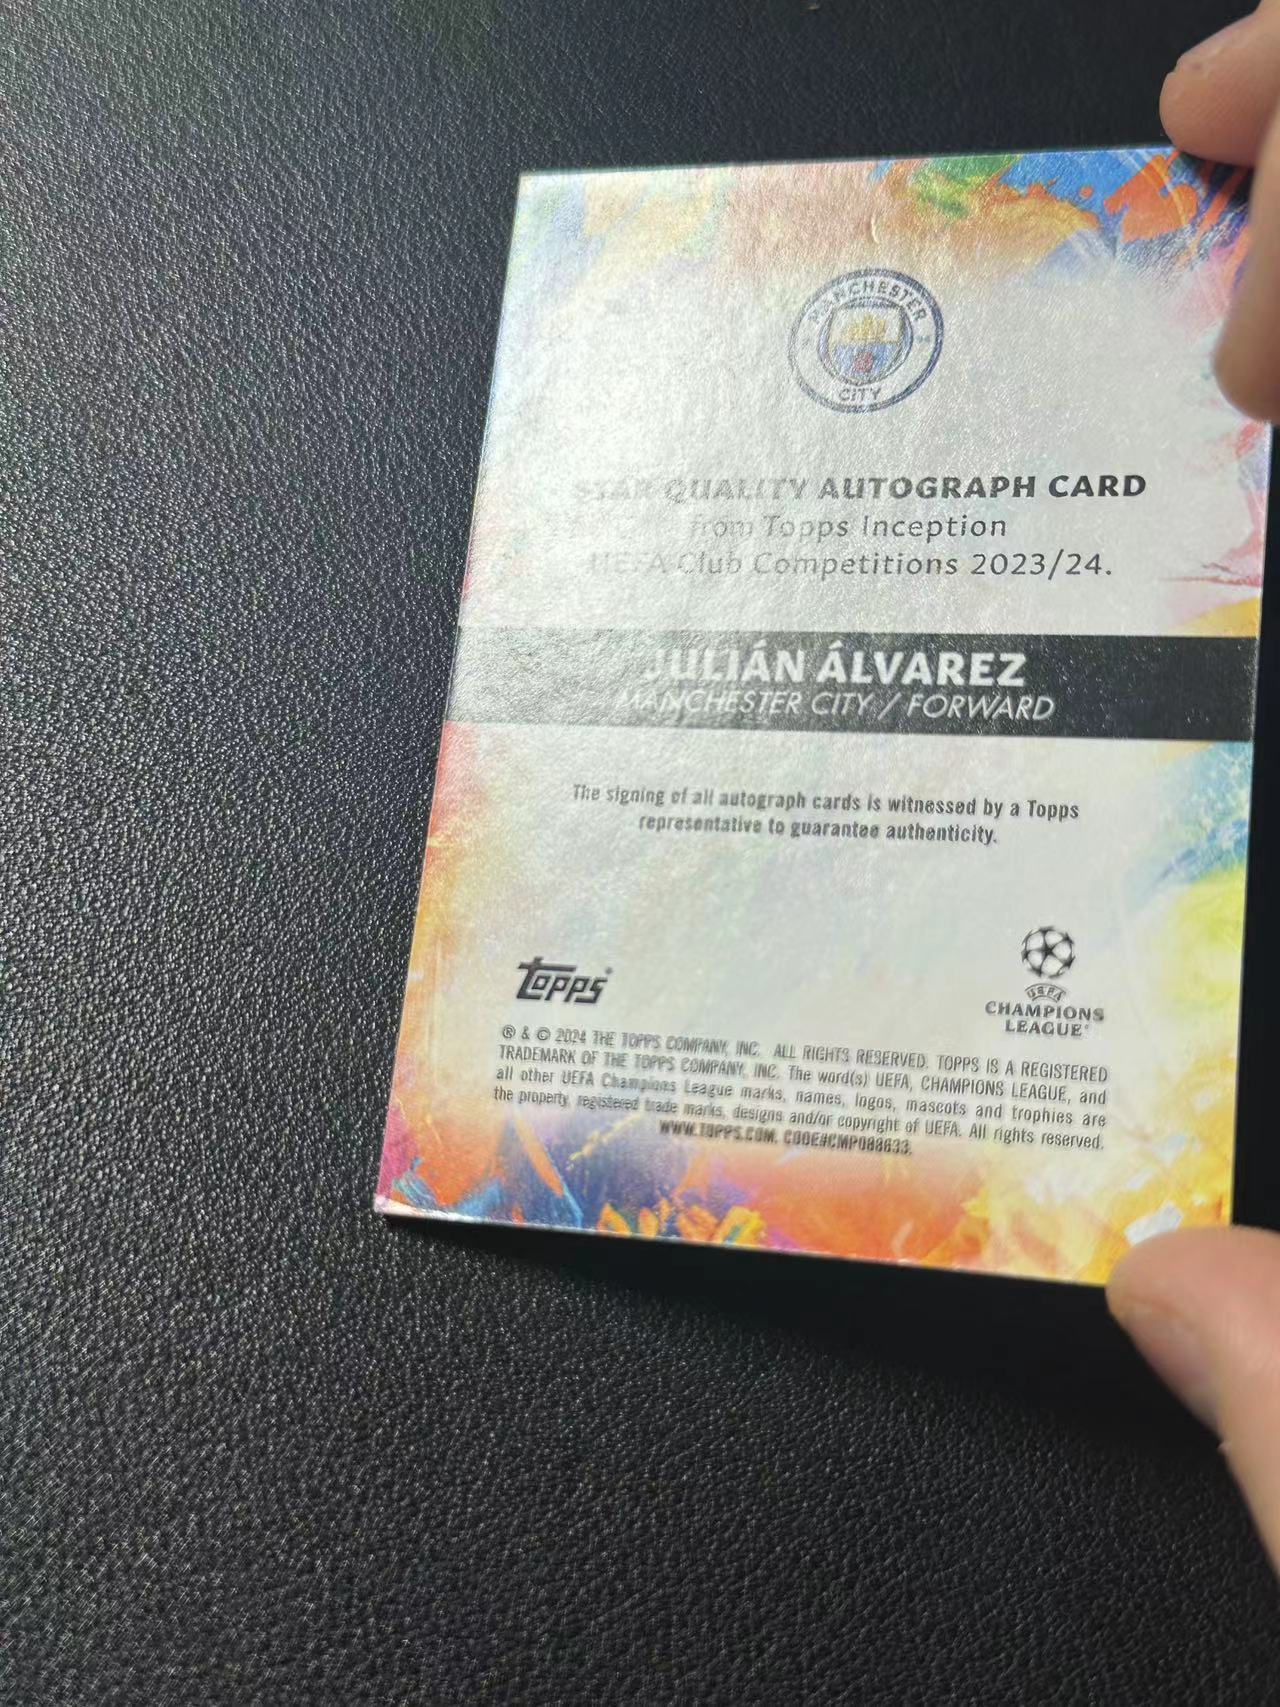 MANCHESTER
CITY
STAR QUALITY AUTOGRAPH CARD
from Topps Inception
UEFA Club Competitions 2023/24.
JULIÁN ÁLVAREZ
MANCHESTER CITY / FORWARD
The signing of all autograph cards is witnessed by a Topps
representative to guarantee authenticity.
topps®
UEFA
CHAMPIONS
LEAGUE®
® & © 2024 THE TOPPS COMPANY, INC. ALL RIGHTS RESERVED. TOPPS IS A REGISTERED
TRADEMARK OF THE TOPPS COMPANY, INC. The word(s) UEFA, CHAMPIONS LEAGUE, and
all other UEFA Champions League marks, names, logos, mascots and trophies are
the property, registered trade marks, designs and/or copyright of UEFA. All rights reserved.
WWW.TOPPS.COM. CODE#CMP088633.